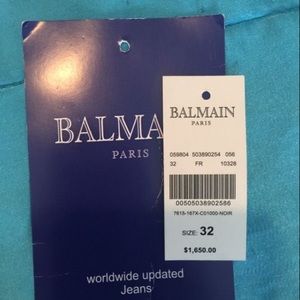 BALMA
PARIS
worldwide updated
Jeans
BALMAIN
PARIS
059804 503890254 056
32 FR 10328
00505038902586
7613-167X-C01000-NOIR
SIZE: 32
$1,650.00